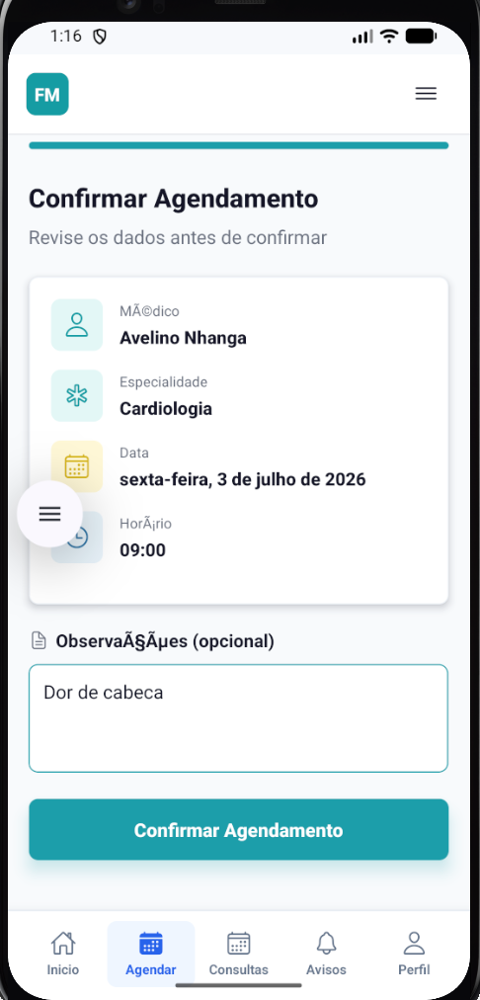 1:16
FM
Confirmar Agendamento
Revise os dados antes de confirmar
MÃ©dico
Avelino Nhanga
Especialidade
Cardiologia
Data
sexta-feira, 3 de julho de 2026
HorÃ¡rio
09:00
ObservaÃ§Ãµes (opcional)
Dor de cabeca
Confirmar Agendamento
Inicio
Agendar
Consultas
Avisos
Perfil